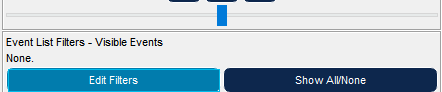 Event List Filters - Visible Events
None.
Edit Filters
Show All/None